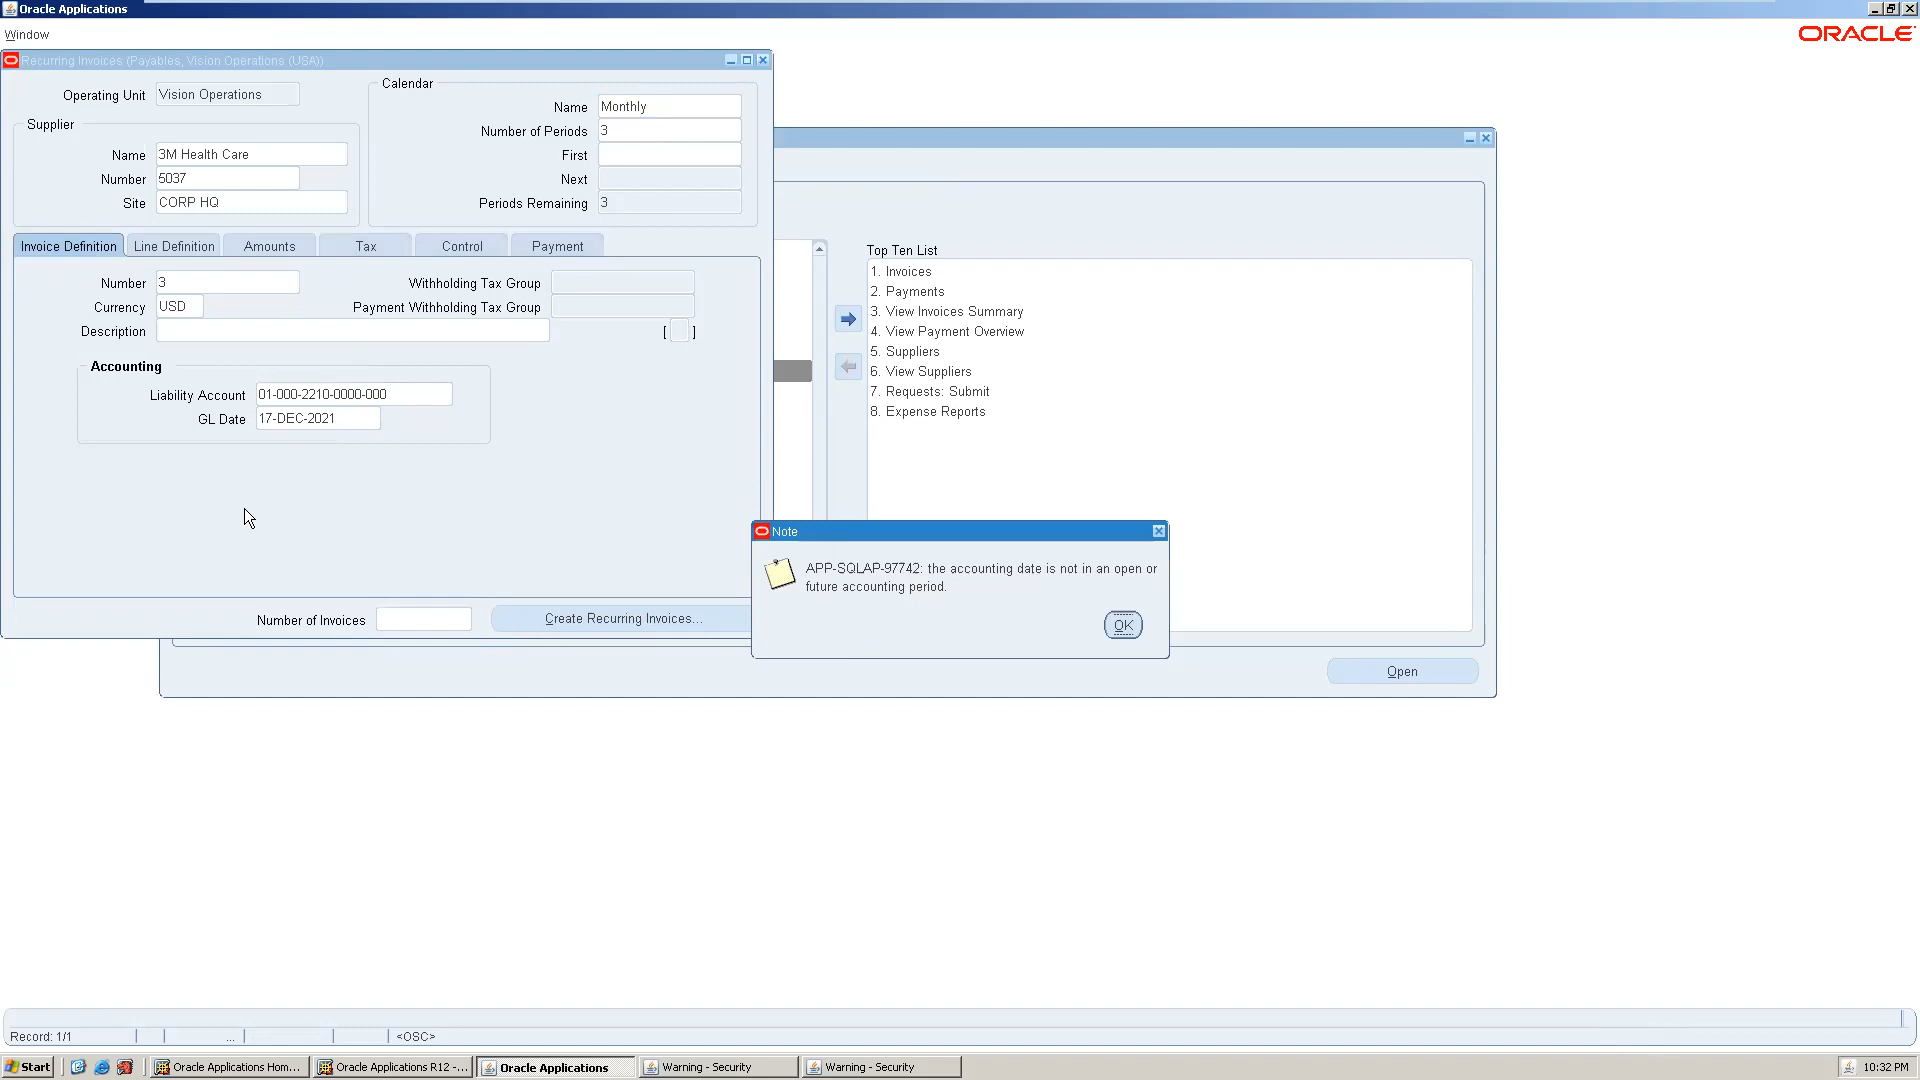 Oracle Applications
Window
ORACLE
Recurring Invoices (Payables, Vision Operations (USA))
Operating Unit Vision Operations
Supplier
Name 3M Health Care
Number 5037
Site CORP HQ
Calendar
Name Monthly
Number of Periods 3
First
Next
Periods Remaining 3
Invoice Definition Line Definition Amounts Tax Control Payment
Number 3
Currency USD
Description
Withholding Tax Group
Payment Withholding Tax Group
[ ]
Accounting
Liability Account 01-000-2210-0000-000
GL Date 17-DEC-2021
Number of Invoices
Create Recurring Invoices...
Top Ten List
1. Invoices
2. Payments
3. View Invoices Summary
4. View Payment Overview
5. Suppliers
6. View Suppliers
7. Requests: Submit
8. Expense Reports
Note
APP-SQLAP-97742: the accounting date is not in an open or
future accounting period.
OK
Open
Record: 1/1 ... <OSC>
Start Oracle Applications Hom... Oracle Applications R12 -... Oracle Applications Warning - Security Warning - Security 10:32 PM